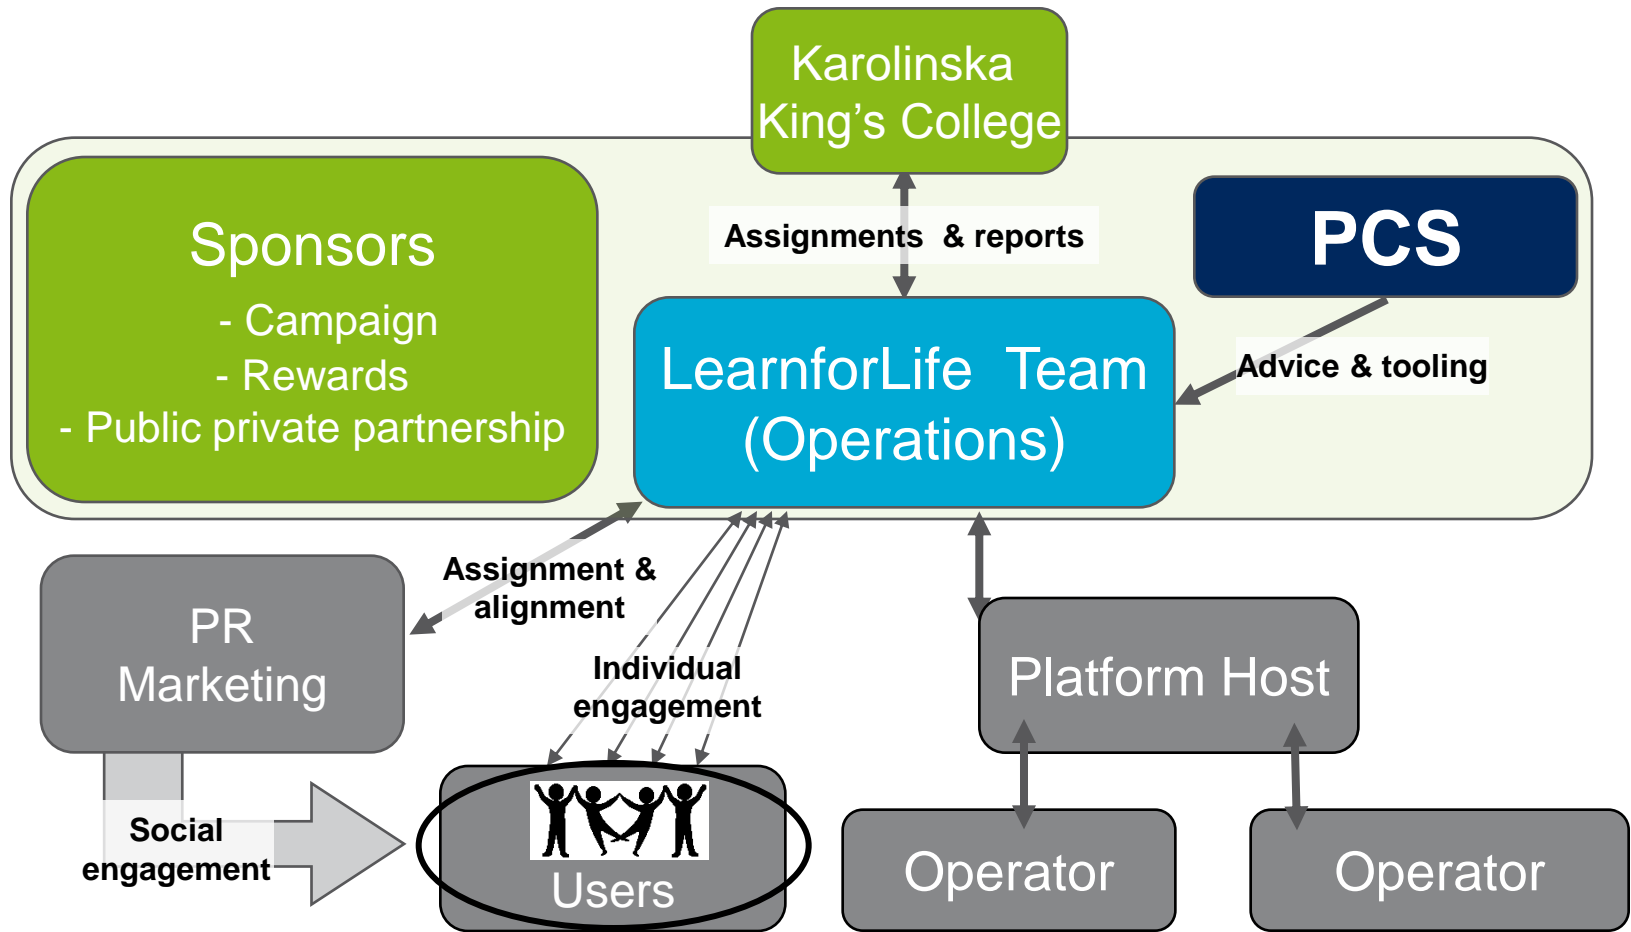 Karolinska
King's College
Sponsors
- Campaign
- Rewards
- Public private partnership
Assignments & reports
PCS
LearnforLife Team
(Operations)
Advice & tooling
Assignment &
alignment
PR
Marketing
Individual
engagement
Platform Host
Social
engagement
Users
Operator
Operator